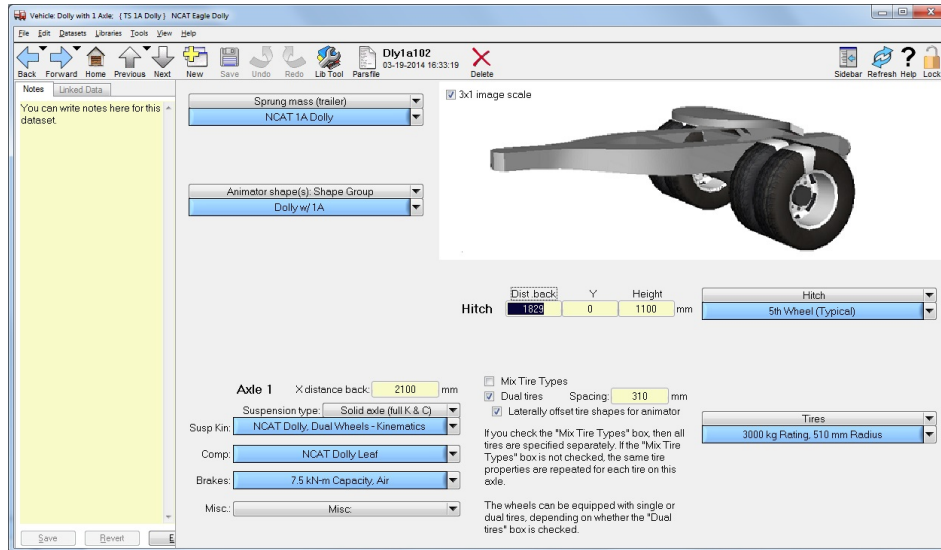 Vehicle: Dolly with 1 Axle; { TS 1A Dolly } NCAT Eagle Dolly
File Edit Datasets Libraries Tools View Help
Back Forward Home Previous Next New Save Undo Redo Lib Tool Parsfile
Dly1a102
03-19-2014 16:33:19
Delete Sidebar Refresh Help Lock
Notes Linked Data
You can write notes here for this
dataset.
Sprung mass (trailer)
NCAT 1A Dolly
3x1 image scale
Animator shape(s): Shape Group
Dolly w/ 1A
Dist. back Y Height
Hitch 1829 0 1100 mm
Hitch
5th Wheel (Typical)
Axle 1 X distance back: 2100 mm
Suspension type: Solid axle (full K & C)
Susp Kin: NCAT Dolly, Dual Wheels - Kinematics
Comp: NCAT Dolly Leaf
Brakes: 7.5 kN-m Capacity, Air
Misc.: Misc:
Mix Tire Types
Dual tires Spacing: 310 mm
Laterally offset tire shapes for animator
If you check the "Mix Tire Types" box, then all
tires are specified separately. If the "Mix Tire
Types" box is not checked, the same tire
properties are repeated for each tire on this
axle.
The wheels can be equipped with single or
dual tires, depending on whether the "Dual
tires" box is checked.
Tires
3000 kg Rating, 510 mm Radius
Save Revert E